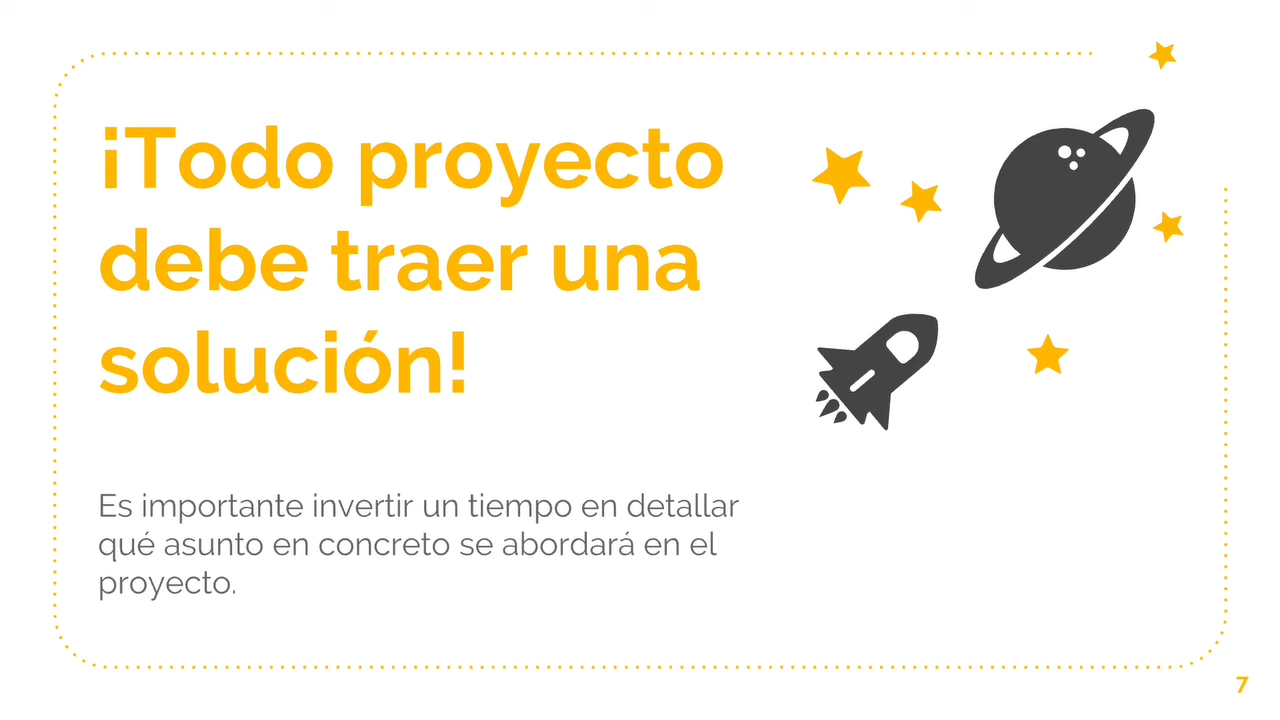 ¡Todo proyecto
debe traer una
solución!
Es importante invertir un tiempo en detallar
qué asunto en concreto se abordará en el
proyecto.
7